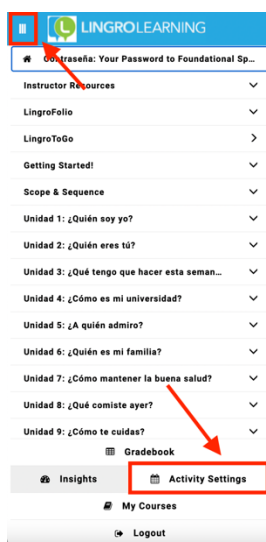 LINGROLEARNING
Contraseña: Your Password to Foundational Sp...
Instructor Resources
LingroFolio
LingroToGo
Getting Started!
Scope & Sequence
Unidad 1: ¿Quién soy yo?
Unidad 2: ¿Quién eres tú?
Unidad 3: ¿Qué tengo que hacer esta seman...
Unidad 4: ¿Cómo es mi universidad?
Unidad 5: ¿A quién admiro?
Unidad 6: ¿Quién es mi familia?
Unidad 7: ¿Cómo mantener la buena salud?
Unidad 8: ¿Qué comiste ayer?
Unidad 9: ¿Cómo te cuidas?
Gradebook
Insights
Activity Settings
My Courses
Logout